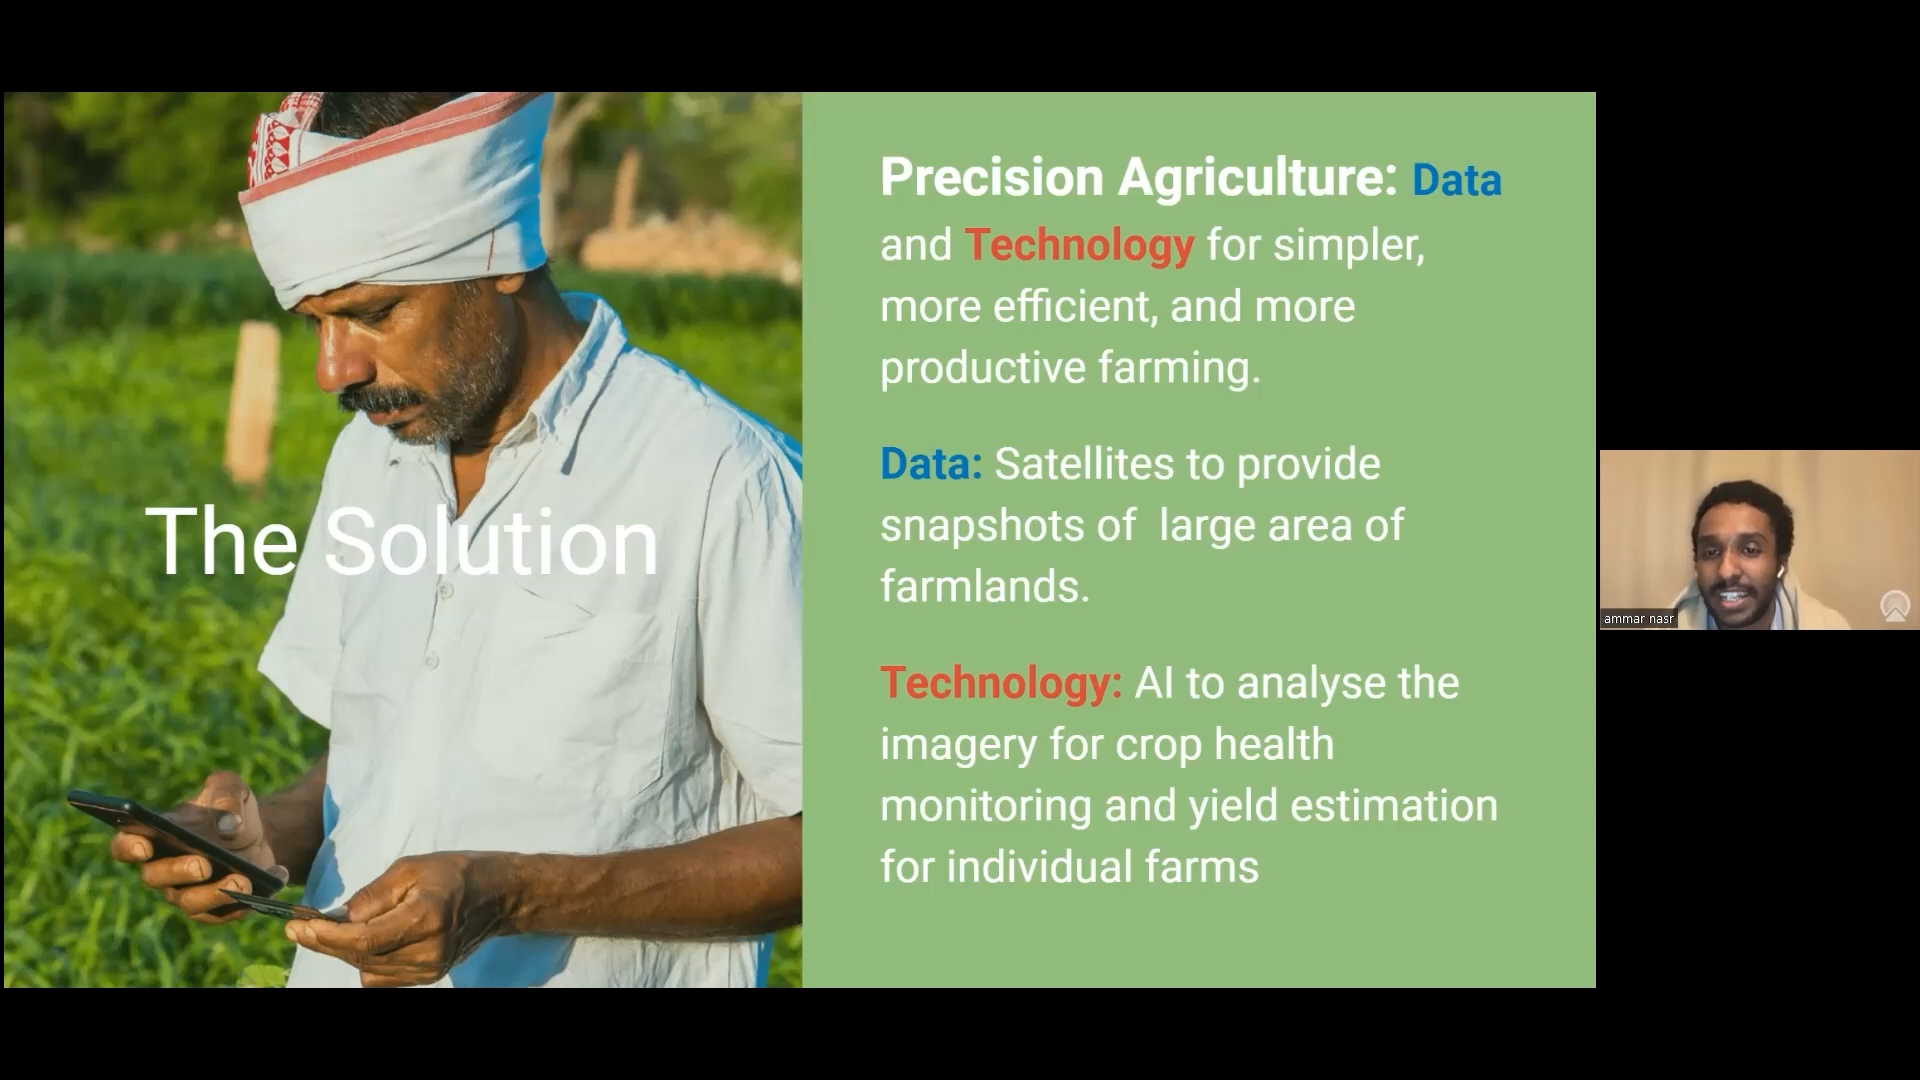 The Solution
Precision Agriculture: Data
and Technology for simpler,
more efficient, and more
productive farming.
Data: Satellites to provide
snapshots of large area of
farmlands.
Technology: AI to analyse the
imagery for crop health
monitoring and yield estimation
for individual farms
ammar nasr